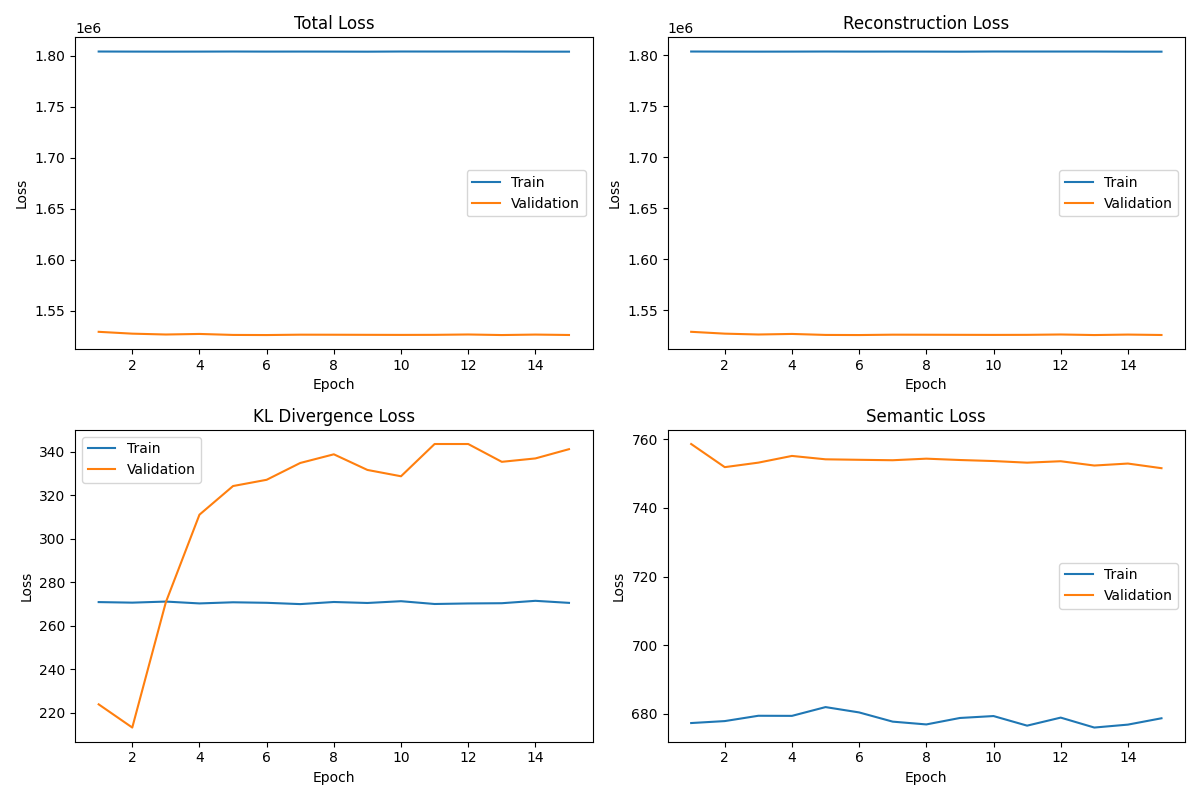 Total Loss
1e6
1.80
1.75
1.70
1.65
1.60
1.55
Loss
Train
Validation
2 4 6 8 10 12 14
Epoch
Reconstruction Loss
1e6
1.80
1.75
1.70
1.65
1.60
1.55
Loss
Train
Validation
2 4 6 8 10 12 14
Epoch
KL Divergence Loss
340
320
300
280
260
240
220
Loss
Train
Validation
2 4 6 8 10 12 14
Epoch
Semantic Loss
760
740
720
700
680
Loss
Train
Validation
2 4 6 8 10 12 14
Epoch